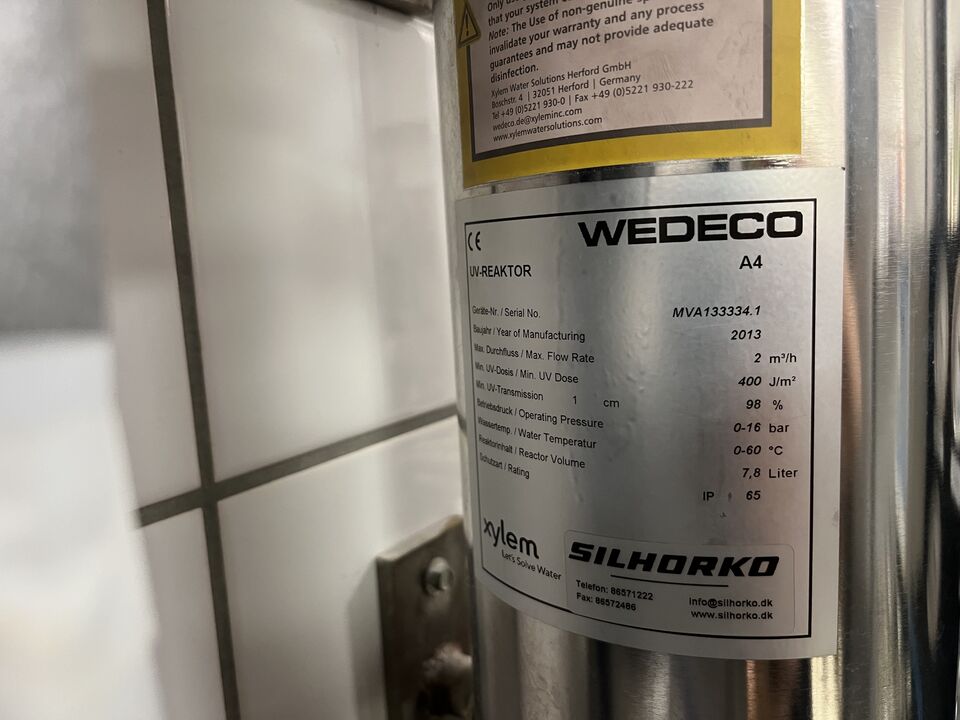 Only
that your system
Note: The Use of non-genuine
invalidate your warranty and any process
guarantees and may not provide adequate
disinfection.
Xylem Water Solutions Herford GmbH
Boschstr. 4 | 32051 Herford | Germany
Tel +49 (0)5221 930-0 | Fax +49 (0)5221 930-222
wedeco.de@xyleminc.com
www.xylemwatersolutions.com
CE WEDECO
UV-REAKTOR A4
Geräte-Nr. / Serial No. MVA133334.1
Baujahr / Year of Manufacturing 2013
Max. Durchfluss / Max. Flow Rate 2 m³/h
Min. UV-Dosis / Min. UV Dose 400 J/m²
Min. UV-Transmission 1 cm 98 %
Betriebsdruck / Operating Pressure 0-16 bar
Wassertemp. / Water Temperatur 0-60 °C
Reaktorinhalt / Reactor Volume 7,8 Liter
Schutzart / Rating IP 65
xylem
Let's Solve Water
SILHORKO
Telefon: 86571222
Fax: 86572486
info@silhorko.dk
www.silhorko.dk